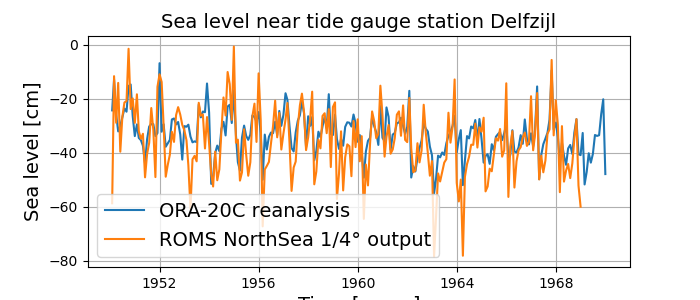 Sea level near tide gauge station Delfzijl
Sea level [cm]
0
−20
−40
−60
−80
ORA-20C reanalysis
ROMS NorthSea 1/4° output
1952
1956
1960
1964
1968